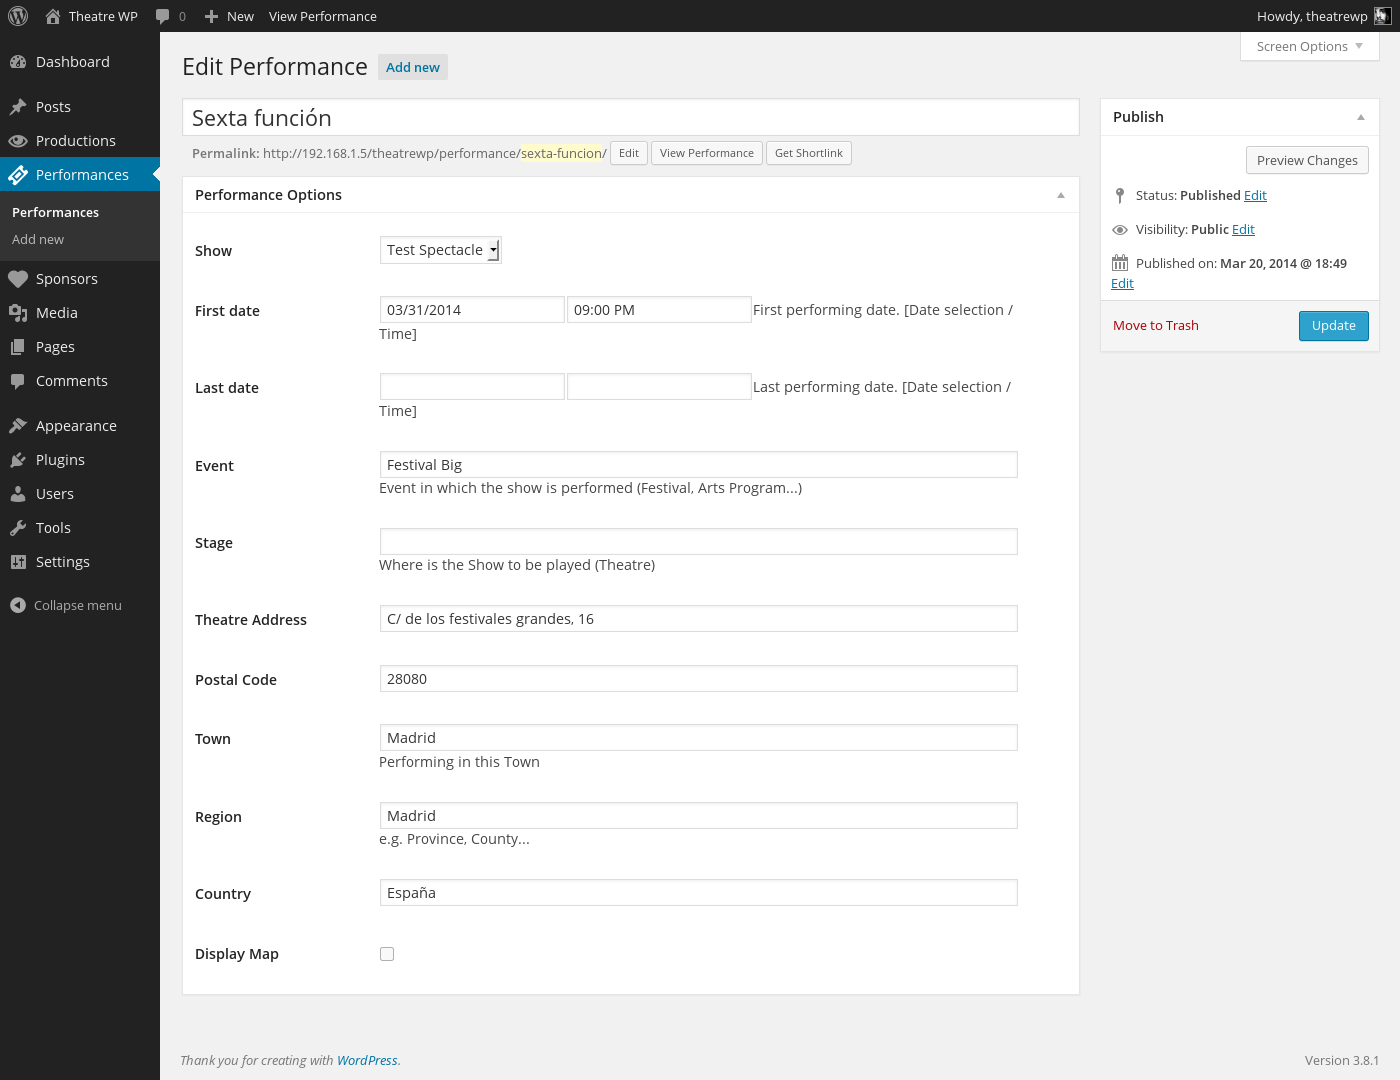 Theatre WP 0 New View Performance Howdy, theatrewp
Screen Options
Dashboard
Posts
Productions
Performances
Performances
Add new
Sponsors
Media
Pages
Comments
Appearance
Plugins
Users
Tools
Settings
Collapse menu
Edit Performance Add new
Sexta función
Permalink: http://192.168.1.5/theatrewp/performance/sexta-funcion/ Edit View Performance Get Shortlink
Performance Options
Show Test Spectacle
First date 03/31/2014 09:00 PM First performing date. [Date selection /
Time]
Last date Last performing date. [Date selection /
Time]
Event Festival Big
Event in which the show is performed (Festival, Arts Program...)
Stage
Where is the Show to be played (Theatre)
Theatre Address C/ de los festivales grandes, 16
Postal Code 28080
Town Madrid
Performing in this Town
Region Madrid
e.g. Province, County...
Country España
Display Map
Publish
Preview Changes
Status: Published Edit
Visibility: Public Edit
Published on: Mar 20, 2014 @ 18:49
Edit
Move to Trash Update
Thank you for creating with WordPress. Version 3.8.1